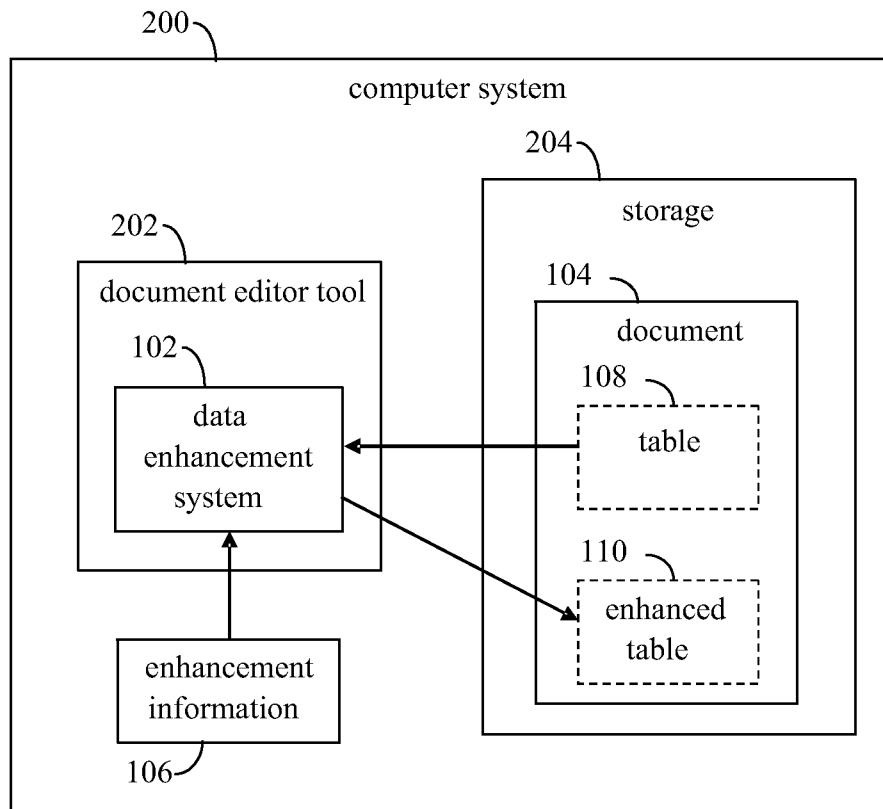 200
computer system
204
storage
202
document editor tool
104
document
102
data
enhancement
system
108
table
110
enhanced
table
enhancement
information
106